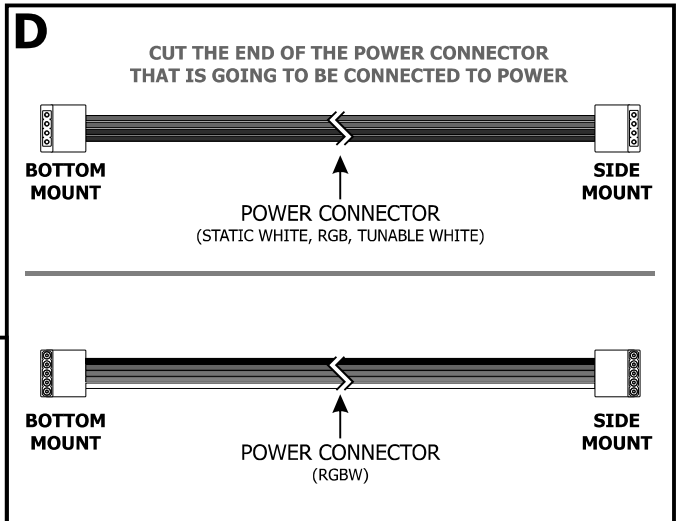 D
CUT THE END OF THE POWER CONNECTOR
THAT IS GOING TO BE CONNECTED TO POWER
BOTTOM
MOUNT
SIDE
MOUNT
POWER CONNECTOR
(STATIC WHITE, RGB, TUNABLE WHITE)
BOTTOM
MOUNT
SIDE
MOUNT
POWER CONNECTOR
(RGBW)